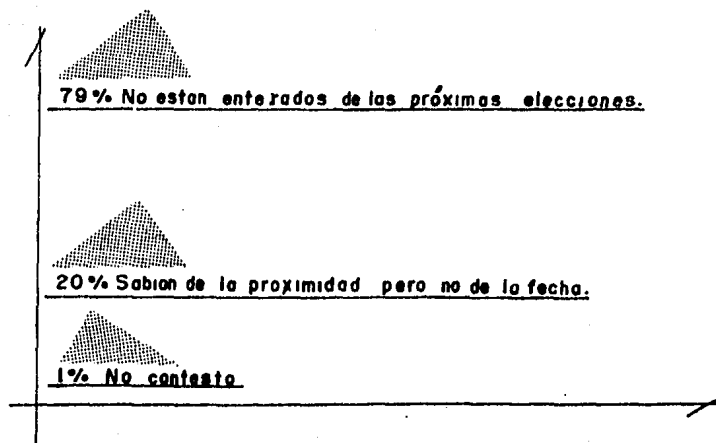 79% No estan enterados de las próximas elecciones.
20% Sabian de la proximidad pero no de la fecha.
1% No contesto